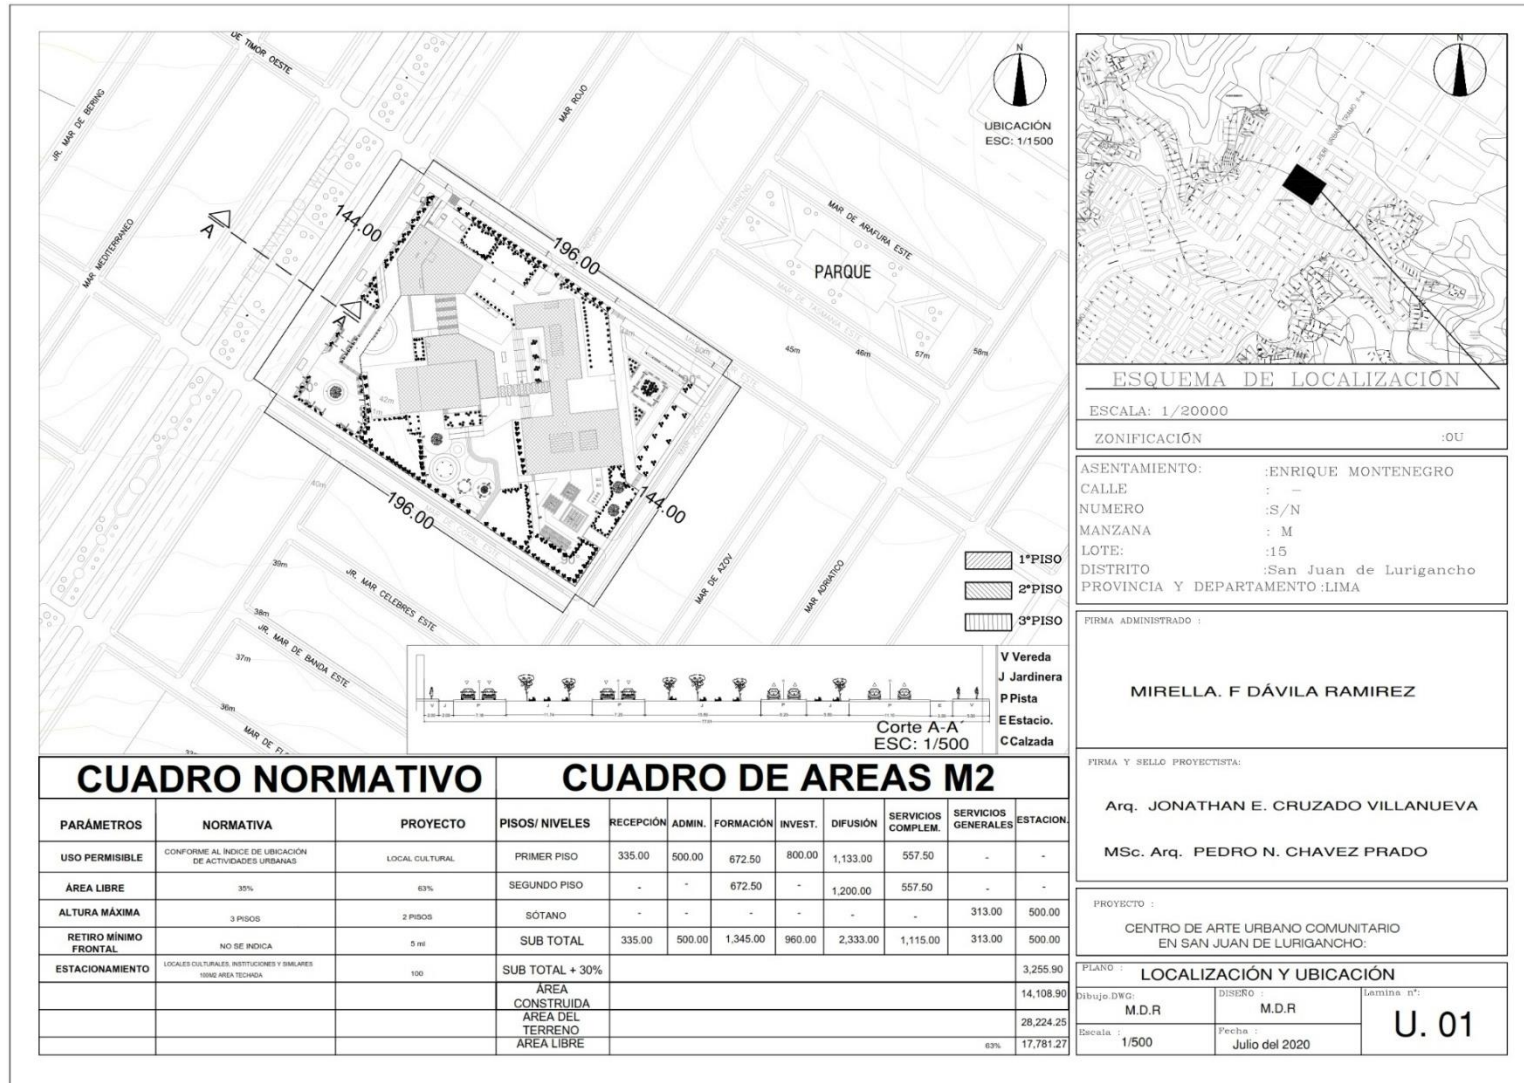 DE TIMOR OESTE
JR. MAR DE BERING
MAR ROJO
N
UBICACIÓN
ESC: 1/1500
MAR MEDITERRANEO
A
A
144.00
196.00
MAR DE ARAFURA ESTE
PARQUE
45m
46m
57m
58m
42m
40m
196.00
144.00
39m
JR. MAR CELEBRES ESTE
38m
JR. MAR DE BANDA ESTE
37m
36m
MAR DE AZOV
MAR ADRIATICO
1°PISO
2°PISO
3°PISO
V Vereda
J Jardinera
P Pista
E Estacio.
C Calzada
Corte A-A´
ESC: 1/500
CUADRO NORMATIVO
PARÁMETROS NORMATIVA PROYECTO
USO PERMISIBLE CONFORME AL ÍNDICE DE UBICACIÓN DE ACTIVIDADES URBANAS LOCAL CULTURAL
ÁREA LIBRE 35% 63%
ALTURA MÁXIMA 3 PISOS 2 PISOS
RETIRO MÍNIMO FRONTAL NO SE INDICA 5 ml
ESTACIONAMIENTO LOCALES CULTURALES, INSTITUCIONES Y SIMILARES 100M2 AREA TECHADA 100
CUADRO DE AREAS M2
PISOS/ NIVELES RECEPCIÓN ADMIN. FORMACIÓN INVEST. DIFUSIÓN SERVICIOS COMPLEM. SERVICIOS GENERALES ESTACION.
PRIMER PISO 335.00 500.00 672.50 800.00 1,133.00 557.50 - -
SEGUNDO PISO - - 672.50 - 1,200.00 557.50 - -
SÓTANO - - - - - - 313.00 500.00
SUB TOTAL 335.00 500.00 1,345.00 960.00 2,333.00 1,115.00 313.00 500.00
SUB TOTAL + 30% 3,255.90
ÁREA CONSTRUIDA 14,108.90
AREA DEL TERRENO 28,224.25
AREA LIBRE 63% 17,781.27
N
ESQUEMA DE LOCALIZACIÓN
ESCALA: 1/20000
ZONIFICACIÓN :OU
ASENTAMIENTO: :ENRIQUE MONTENEGRO
CALLE : –
NUMERO :S/N
MANZANA : M
LOTE: :15
DISTRITO :San Juan de Lurigancho
PROVINCIA Y DEPARTAMENTO :LIMA
FIRMA ADMINISTRADO :
MIRELLA. F DÁVILA RAMIREZ
FIRMA Y SELLO PROYECTISTA:
Arq. JONATHAN E. CRUZADO VILLANUEVA
MSc. Arq. PEDRO N. CHAVEZ PRADO
PROYECTO :
CENTRO DE ARTE URBANO COMUNITARIO
EN SAN JUAN DE LURIGANCHO:
PLANO : LOCALIZACIÓN Y UBICACIÓN
Dibujo.DWG: M.D.R
DISEÑO : M.D.R
Lamina n°: U. 01
Escala : 1/500
Fecha : Julio del 2020